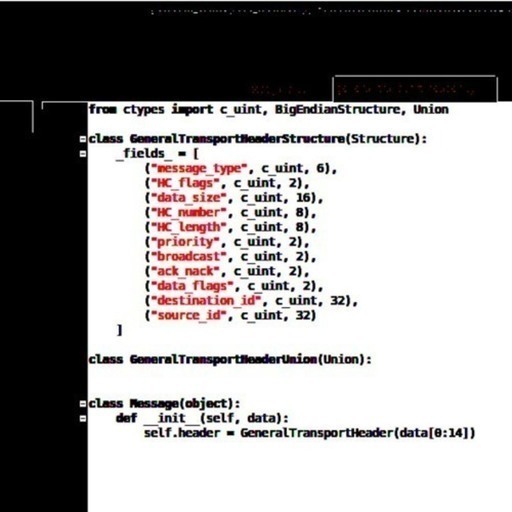 from ctypes import c_uint, BigEndianStructure, Union
class GeneralTransportHeaderStructure(Structure):
_fields_ = [
("message_type", c_uint, 6),
("HC_flags", c_uint, 2),
("data_size", c_uint, 16),
("HC_number", c_uint, 8),
("HC_length", c_uint, 8),
("priority", c_uint, 2),
("broadcast", c_uint, 2),
("ack_nack", c_uint, 2),
("data_flags", c_uint, 2),
("destination_id", c_uint, 32),
("source_id", c_uint, 32)
]
class GeneralTransportHeaderUnion(Union):
class Message(object):
def __init__(self, data):
self.header = GeneralTransportHeader(data[0:14])